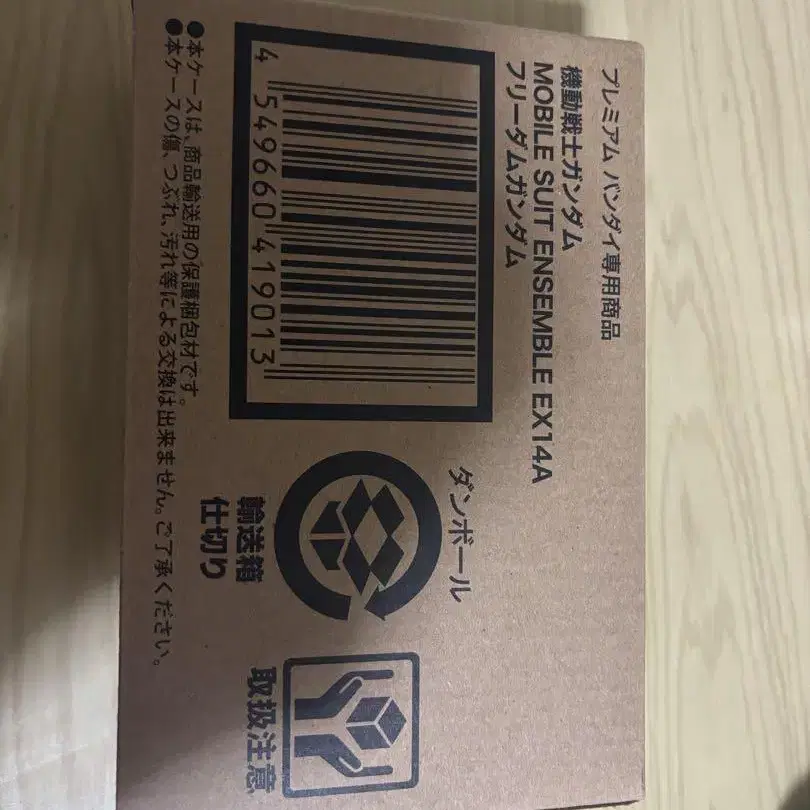 プレミアム バンダイ専用商品
機動戦士ガンダム
MOBILE SUIT ENSEMBLE EX14A
フリーダムガンダム
4 549660 419013
ダンボール
輸送箱
仕切り
取扱注意
●本ケースは、商品輸送用の保護梱包材です。
●本ケースの傷、つぶれ、汚れ等による交換は出来ません。ご了承ください。